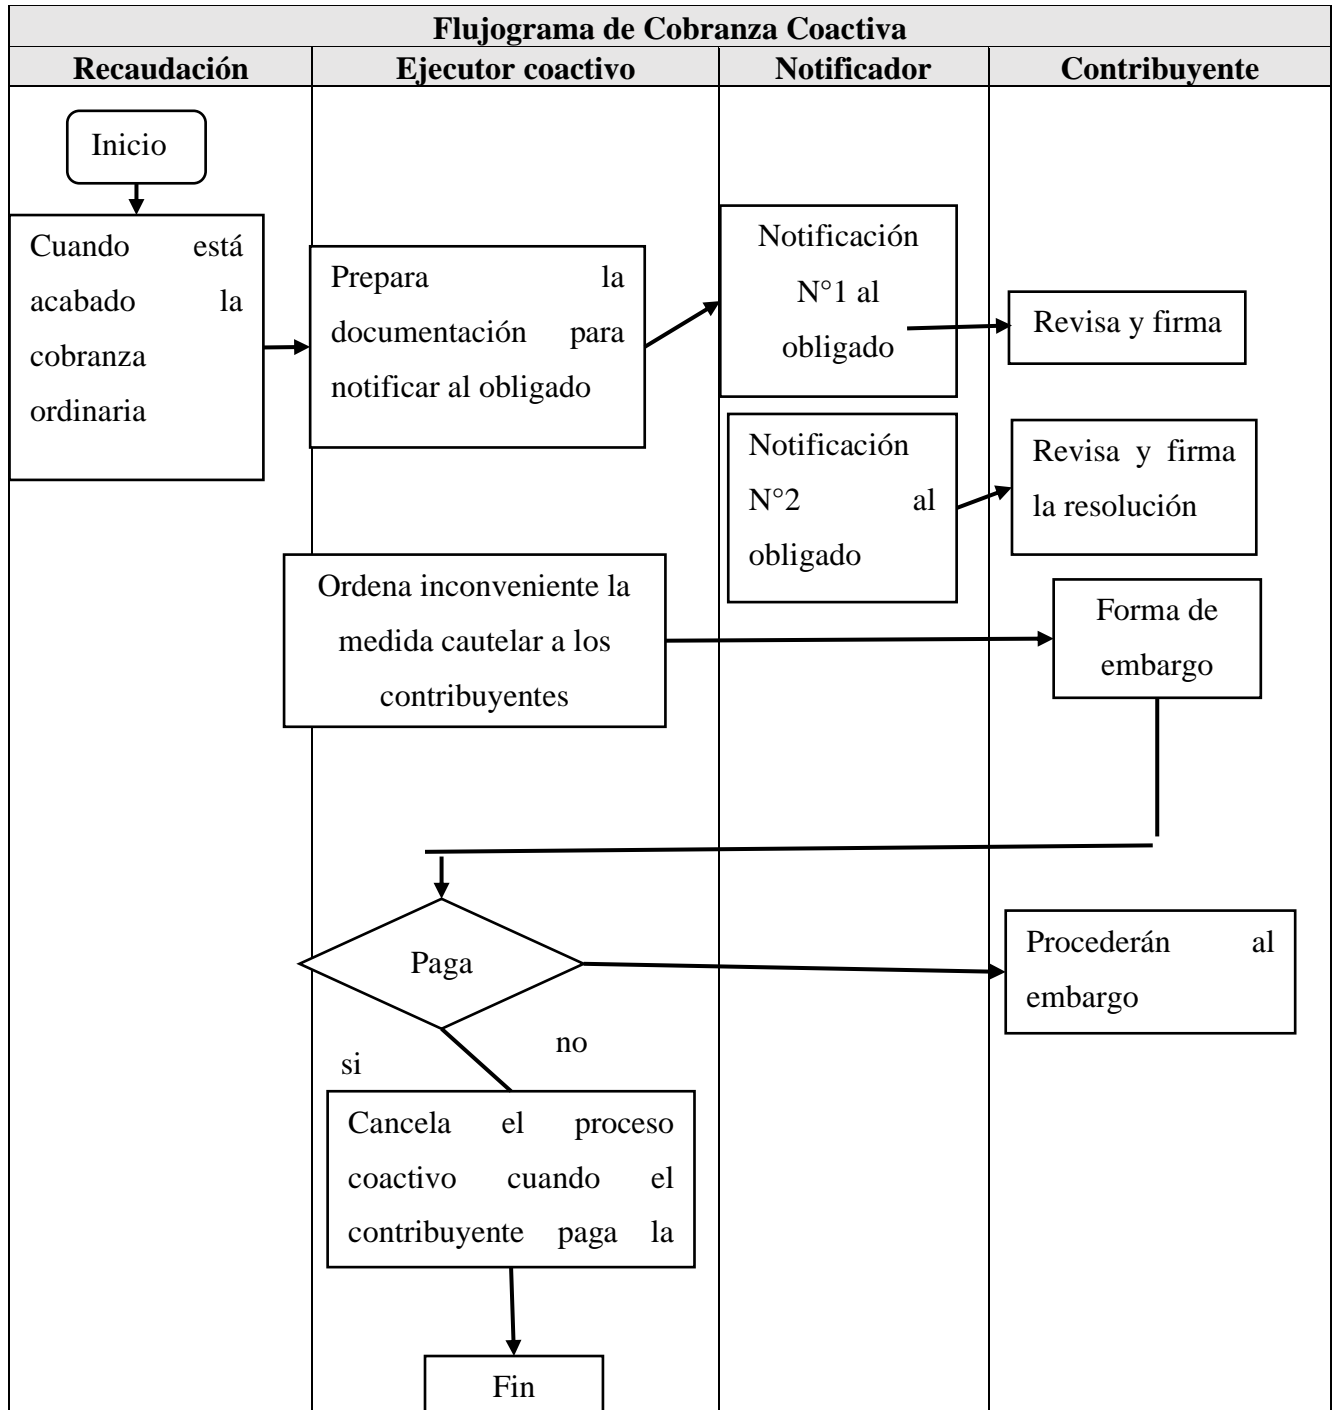 Flujograma de Cobranza Coactiva
Recaudación
Ejecutor coactivo
Notificador
Contribuyente
Inicio
Cuando está
acabado la
cobranza
ordinaria
Prepara la
documentación para
notificar al obligado
Notificación
N°1 al
obligado
Revisa y firma
Notificación
N°2 al
obligado
Revisa y firma
la resolución
Ordena inconveniente la
medida cautelar a los
contribuyentes
Forma de
embargo
Paga
Procederán al
embargo
no
si
Cancela el proceso
coactivo cuando el
contribuyente paga la
Fin